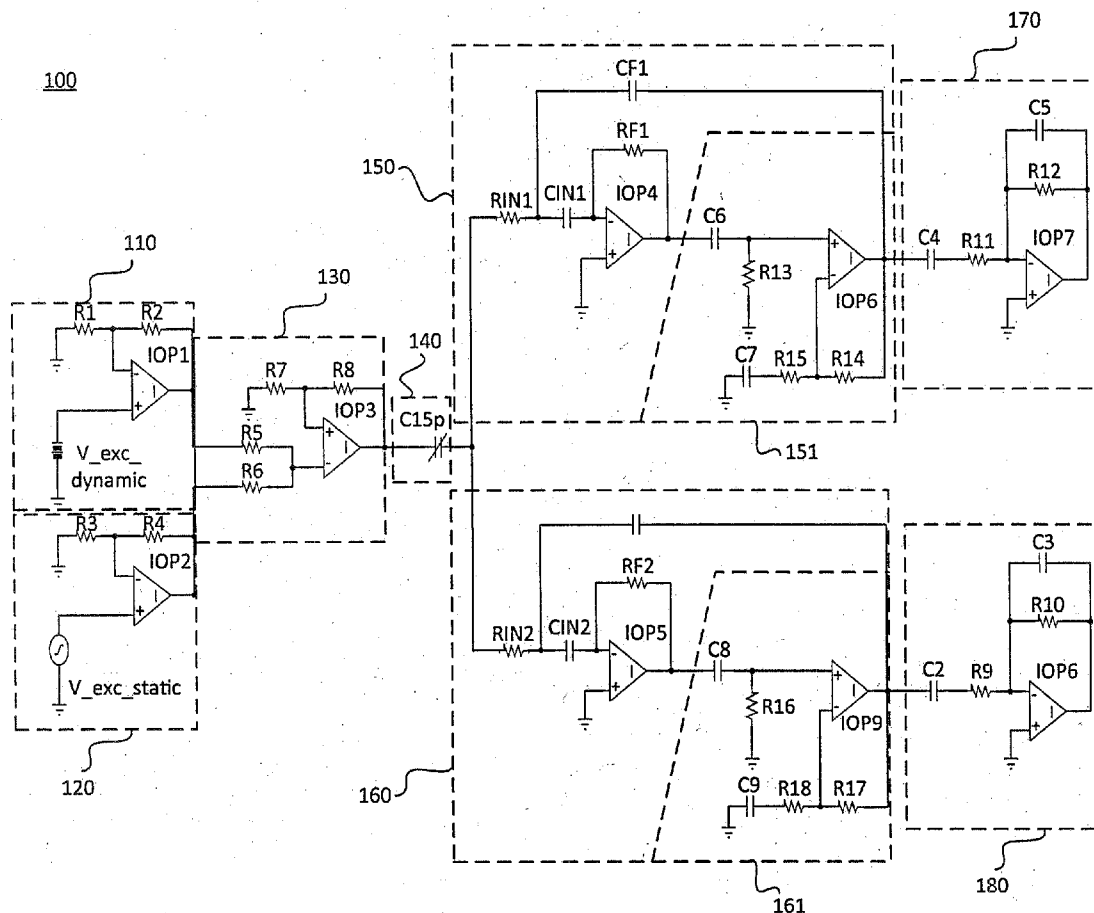 100
170
CF1
C5
150
RF1
R12
RIN1
CIN1
IOP4
C6
C4
R11
IOP7
110
R13
IOP6
130
R1
R2
140
C7
R15
R14
IOP1
R7
R8
IOP3
C15p
R5
151
V_exc_
dynamic
R6
R3
R4
C3
IOP2
RF2
R10
RIN2
CIN2
IOP5
C8
C2
R9
IOP6
V_exc_static
R16
IOP9
120
C9
R18
R17
160
180
161